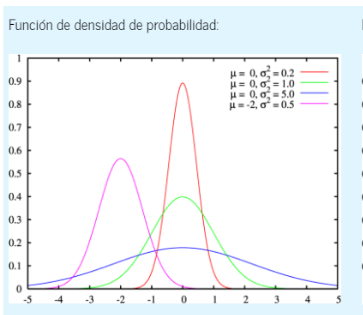 Función de densidad de probabilidad:
1
0.9
0.8
0.7
0.6
0.5
0.4
0.3
0.2
0.1
0
-5 -4 -3 -2 -1 0 1 2 3 4 5
μ = 0, σ² = 0.2
μ = 0, σ² = 1.0
μ = 0, σ² = 5.0
μ = -2, σ² = 0.5